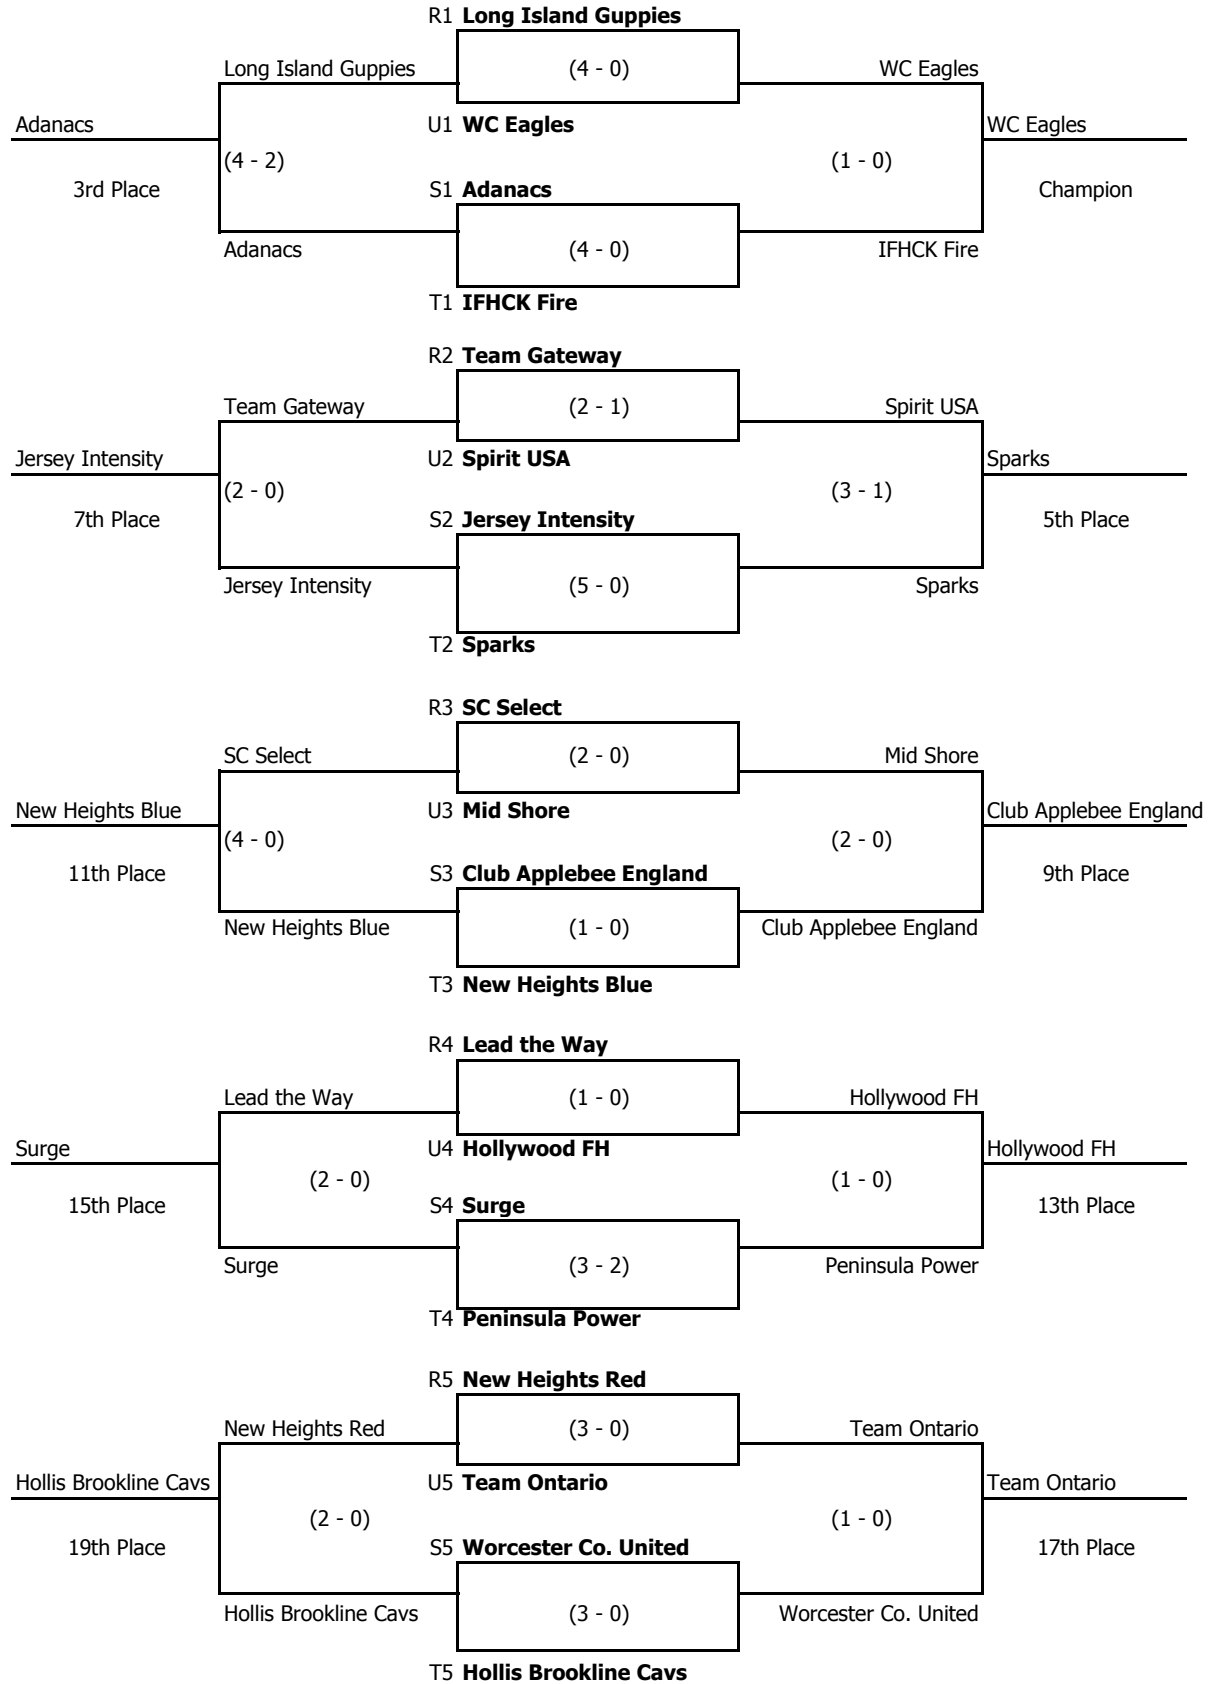 R1 Long Island Guppies
Long Island Guppies (4 - 0) WC Eagles
Adanacs U1 WC Eagles WC Eagles
(4 - 2) (1 - 0)
3rd Place S1 Adanacs Champion
Adanacs (4 - 0) IFHCK Fire
T1 IFHCK Fire
R2 Team Gateway
Team Gateway (2 - 1) Spirit USA
Jersey Intensity U2 Spirit USA Sparks
(2 - 0) (3 - 1)
7th Place S2 Jersey Intensity 5th Place
Jersey Intensity (5 - 0) Sparks
T2 Sparks
R3 SC Select
SC Select (2 - 0) Mid Shore
New Heights Blue U3 Mid Shore Club Applebee England
(4 - 0) (2 - 0)
11th Place S3 Club Applebee England 9th Place
New Heights Blue (1 - 0) Club Applebee England
T3 New Heights Blue
R4 Lead the Way
Lead the Way (1 - 0) Hollywood FH
Surge U4 Hollywood FH Hollywood FH
(2 - 0) (1 - 0)
15th Place S4 Surge 13th Place
Surge (3 - 2) Peninsula Power
T4 Peninsula Power
R5 New Heights Red
New Heights Red (3 - 0) Team Ontario
Hollis Brookline Cavs U5 Team Ontario Team Ontario
(2 - 0) (1 - 0)
19th Place S5 Worcester Co. United 17th Place
Hollis Brookline Cavs (3 - 0) Worcester Co. United
T5 Hollis Brookline Cavs